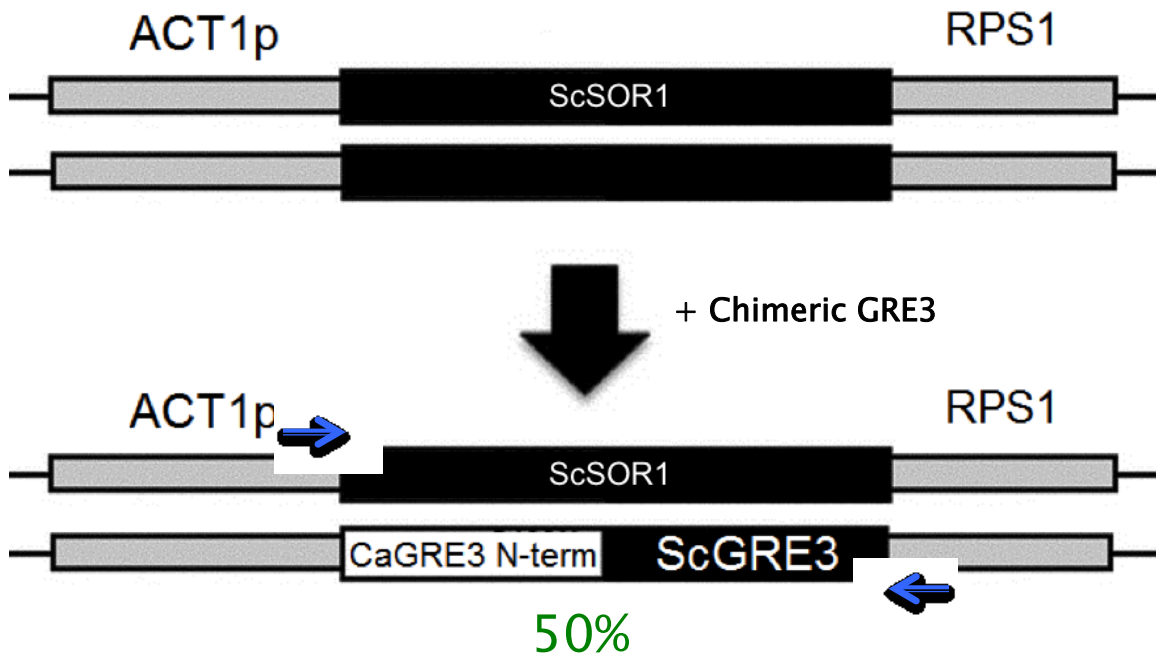 ACT1p RPS1
ScSOR1
+ Chimeric GRE3
ACT1p RPS1
ScSOR1
CaGRE3 N-term ScGRE3
50%